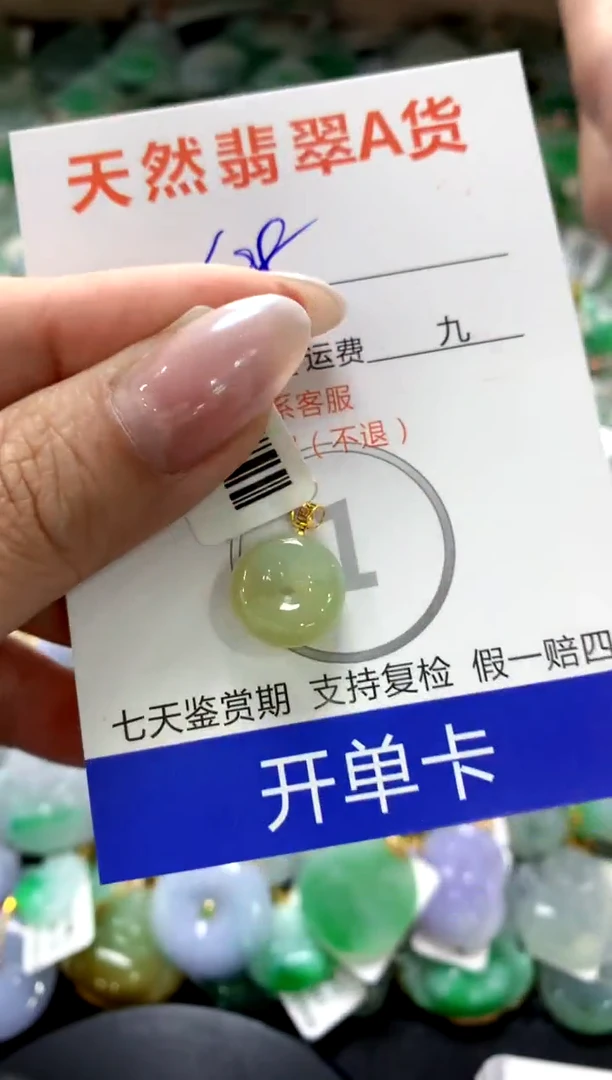 天然翡翠A货
运费 九
系客服
（不退）
1
七天鉴赏期 支持复检 假一赔四
开单卡